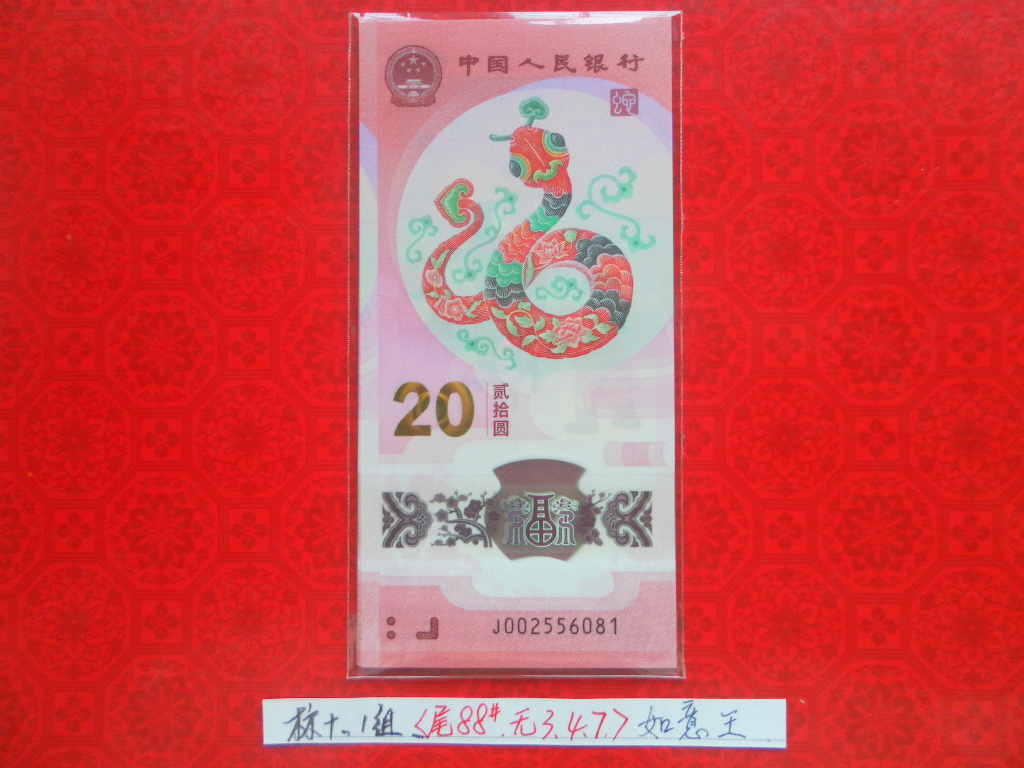 中国人民银行
蛇
20
贰拾圆
福
J002556081
标十.1组〈尾88#.无3.4.7.〉如意王